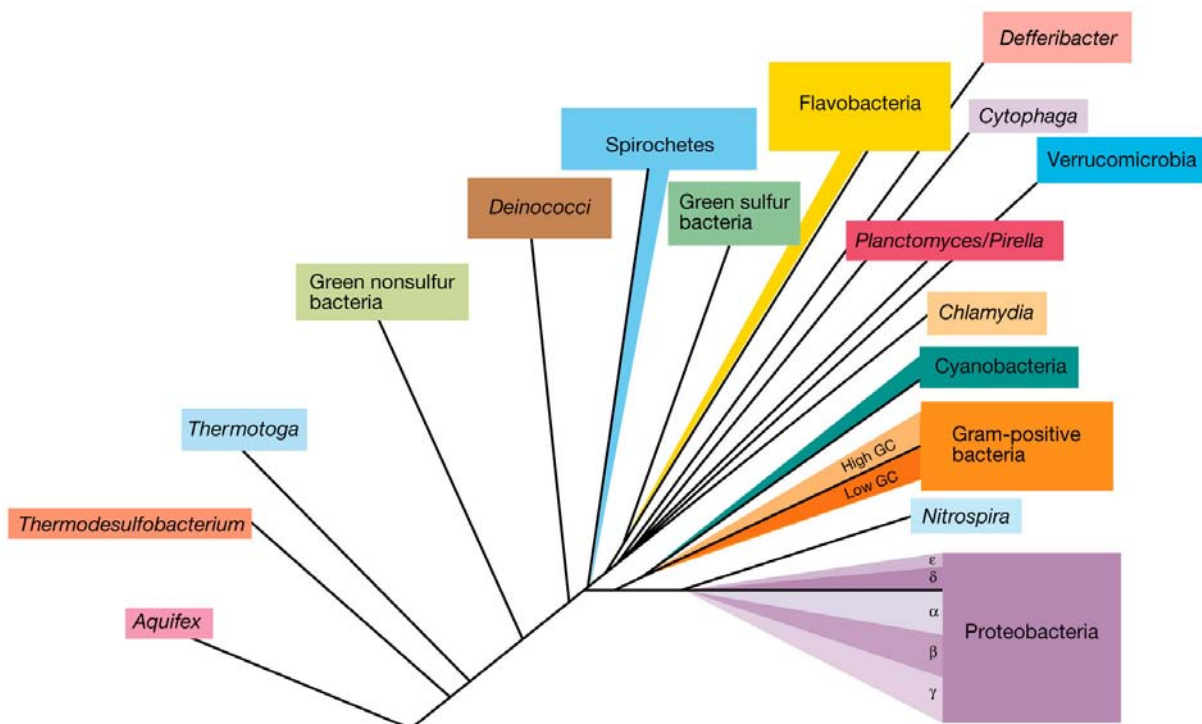 Defferibacter
Flavobacteria
Cytophaga
Spirochetes
Verrucomicrobia
Deinococci
Green sulfur
bacteria
Planctomyces/Pirella
Green nonsulfur
bacteria
Chlamydia
Cyanobacteria
Thermotoga
High GC
Gram-positive
bacteria
Low GC
Thermodesulfobacterium
Nitrospira
ε
δ
α
Aquifex
Proteobacteria
β
γ